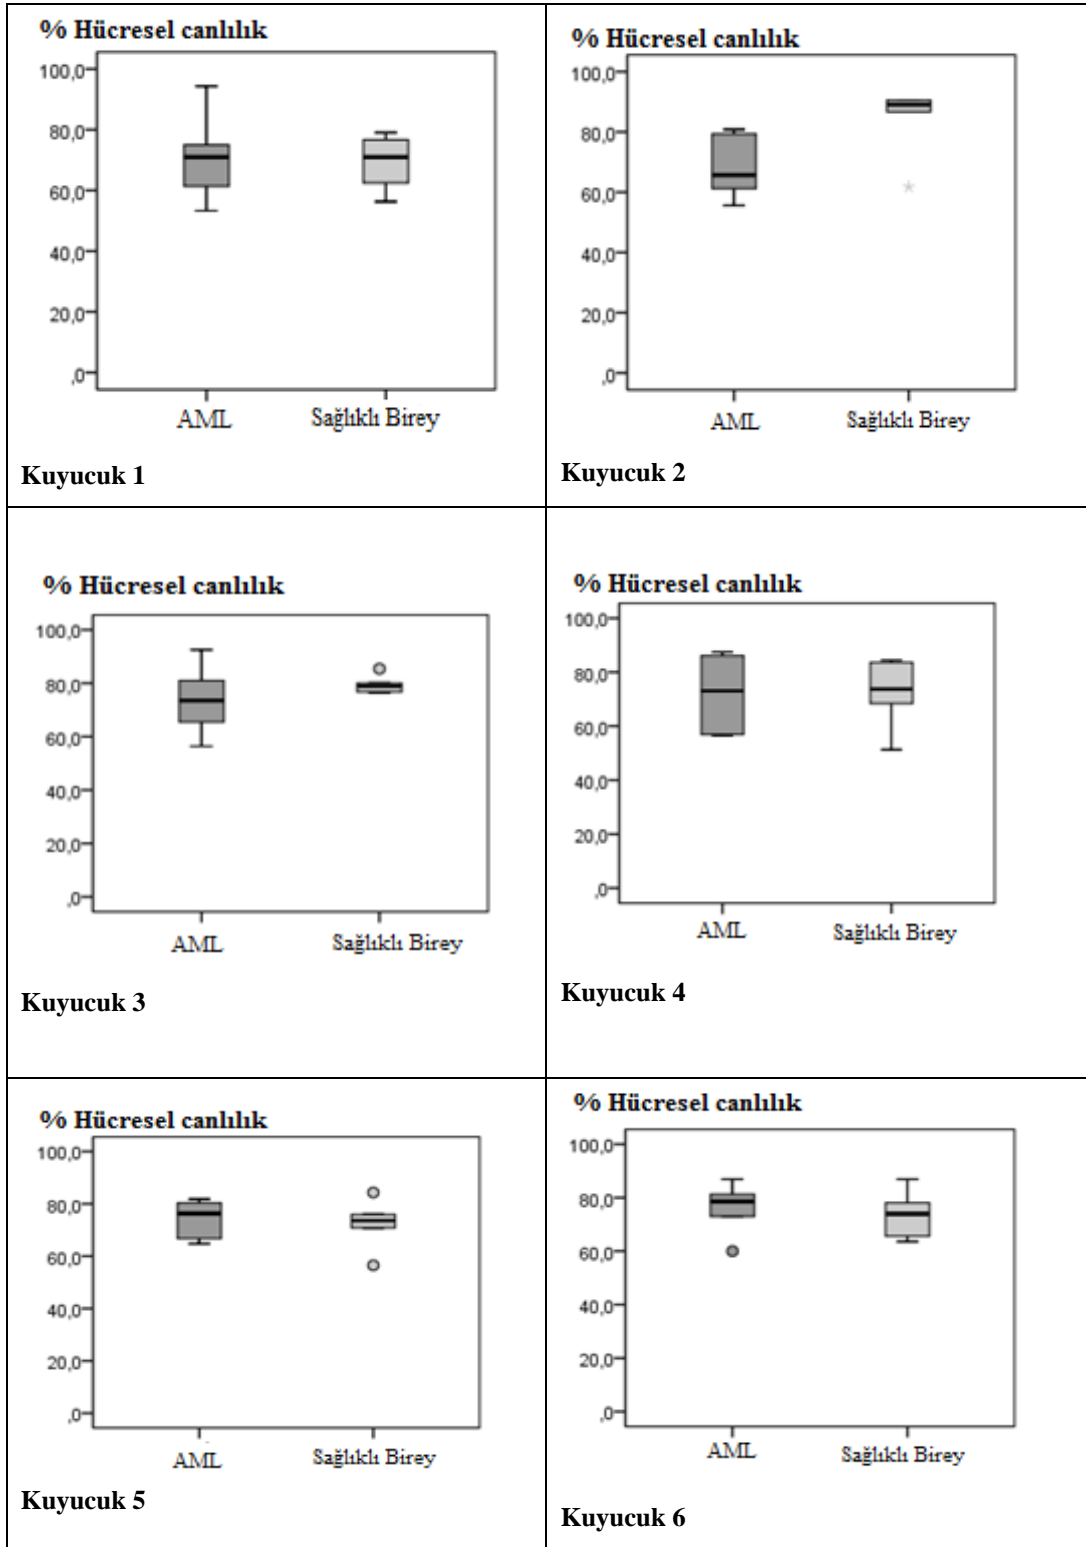 % Hücresel canlılık
100,0
80,0
60,0
40,0
20,0
,0
AML Sağlıklı Birey
Kuyucuk 1
% Hücresel canlılık
100,0
80,0
60,0
40,0
20,0
,0
AML Sağlıklı Birey
Kuyucuk 2
% Hücresel canlılık
100,0
80,0
60,0
40,0
20,0
,0
AML Sağlıklı Birey
Kuyucuk 3
% Hücresel canlılık
100,0
80,0
60,0
40,0
20,0
,0
AML Sağlıklı Birey
Kuyucuk 4
% Hücresel canlılık
100,0
80,0
60,0
40,0
20,0
,0
AML Sağlıklı Birey
Kuyucuk 5
% Hücresel canlılık
100,0
80,0
60,0
40,0
20,0
,0
AML Sağlıklı Birey
Kuyucuk 6